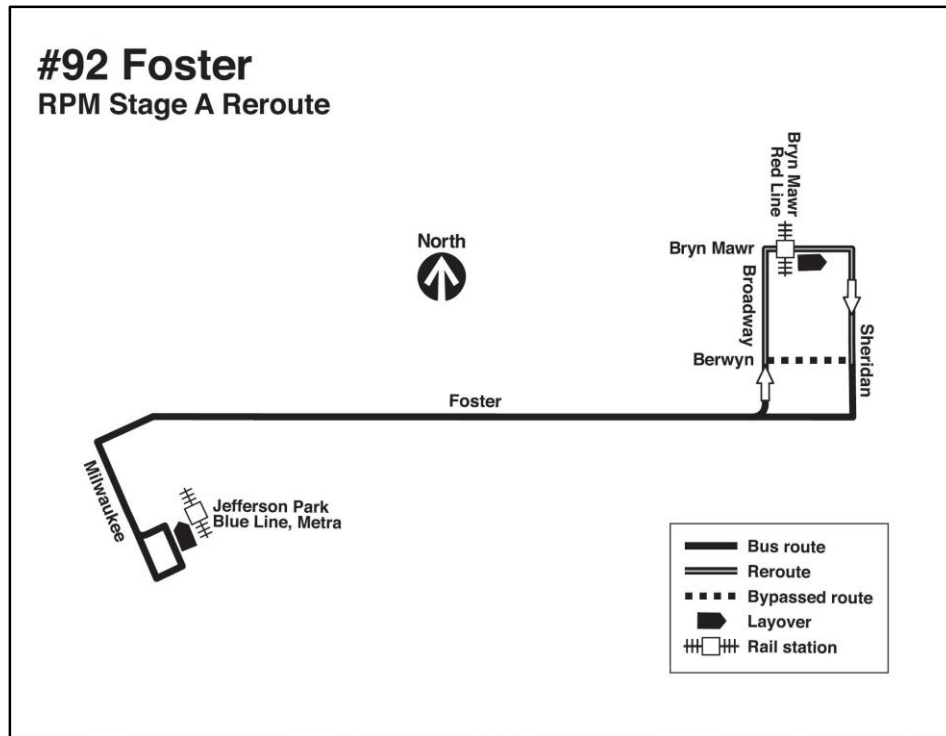 #92 Foster
RPM Stage A Reroute
Bryn Mawr
Red Line
North
Bryn Mawr
Broadway
Sheridan
Berwyn
Foster
Milwaukee
Jefferson Park
Blue Line, Metra
Bus route
Reroute
Bypassed route
Layover
Rail station